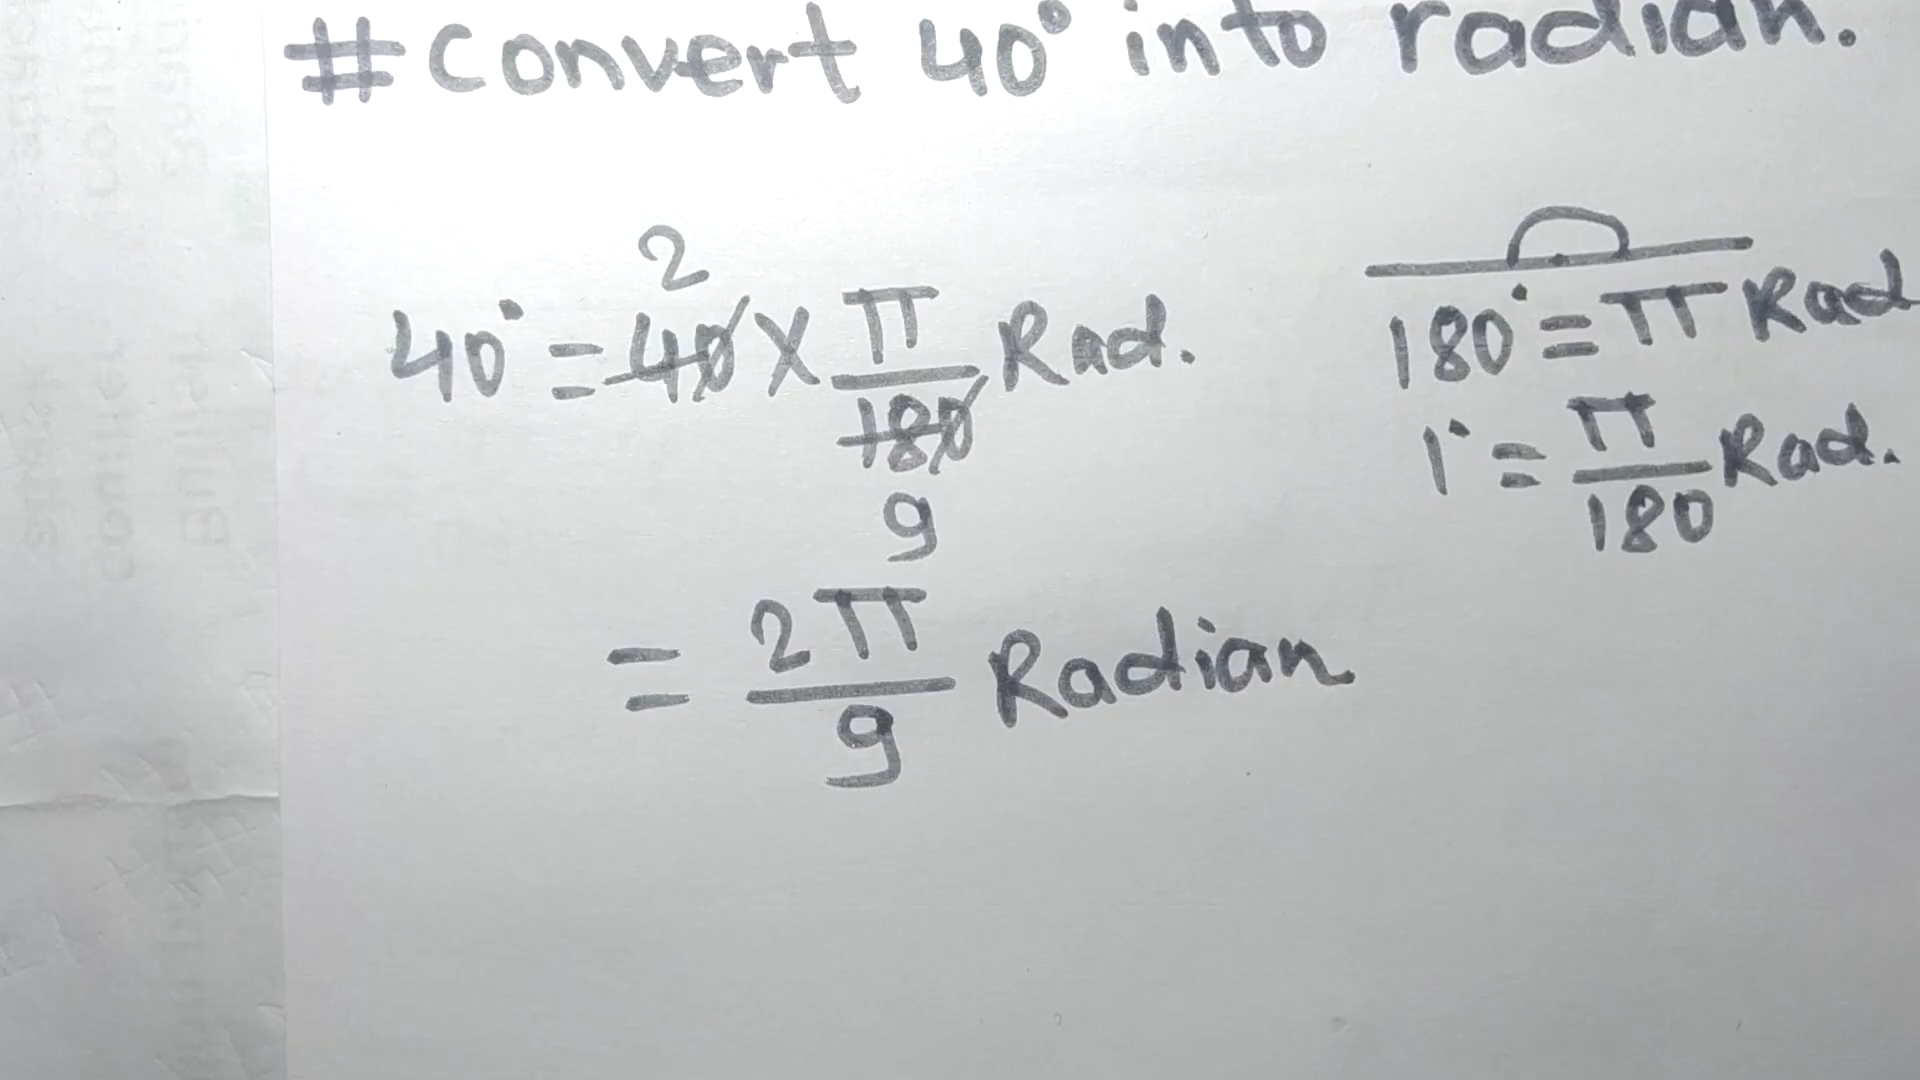 #Convert 40° into radian.
2
40° = 40 × π/180 Rad.
9
= 2π/9 Radian
180° = π Rad
1° = π/180 Rad.